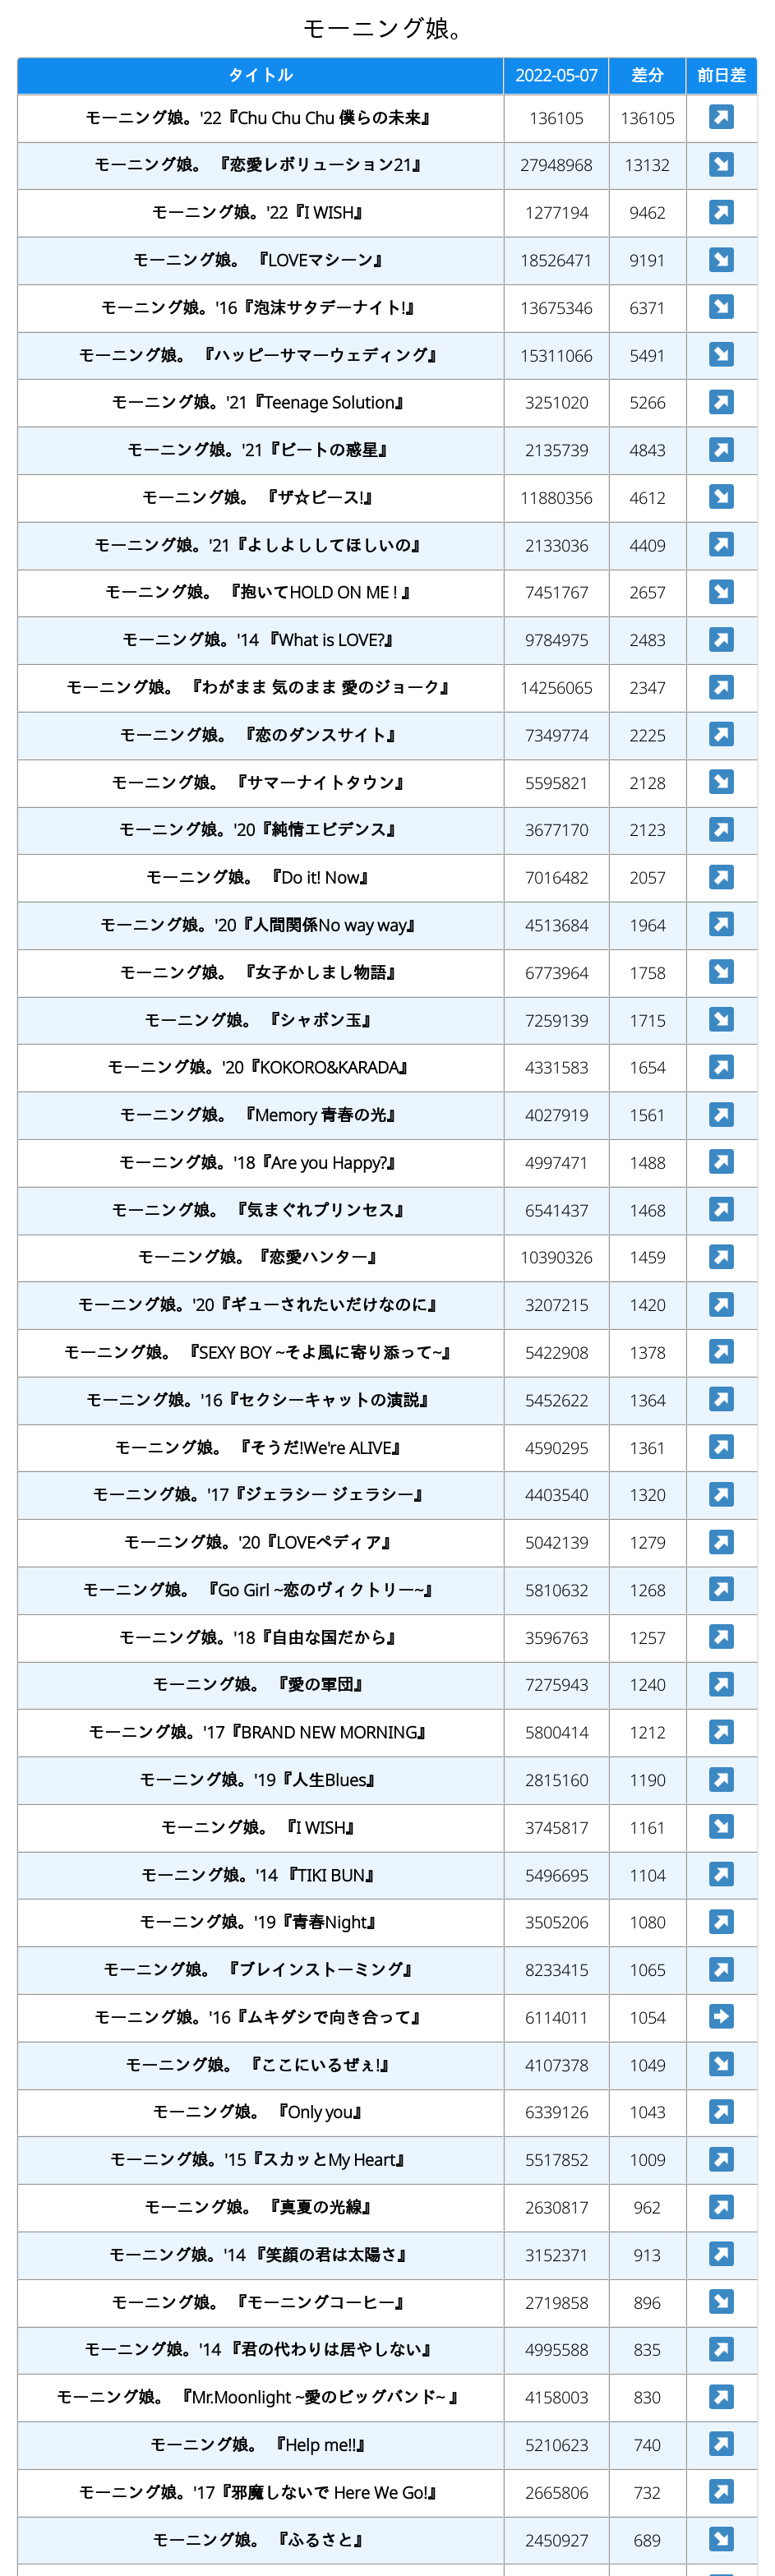 モーニング娘。
タイトル 2022-05-07 差分 前日差
モーニング娘。'22『Chu Chu Chu 僕らの未来』 136105 136105 ↗
モーニング娘。 『恋愛レボリューション21』 27948968 13132 ↘
モーニング娘。'22『I WISH』 1277194 9462 ↗
モーニング娘。 『LOVEマシーン』 18526471 9191 ↘
モーニング娘。'16『泡沫サタデーナイト!』 13675346 6371 ↘
モーニング娘。 『ハッピーサマーウェディング』 15311066 5491 ↘
モーニング娘。'21『Teenage Solution』 3251020 5266 ↗
モーニング娘。'21『ビートの惑星』 2135739 4843 ↗
モーニング娘。 『ザ☆ピース!』 11880356 4612 ↘
モーニング娘。'21『よしよししてほしいの』 2133036 4409 ↗
モーニング娘。 『抱いてHOLD ON ME ! 』 7451767 2657 ↘
モーニング娘。'14 『What is LOVE?』 9784975 2483 ↗
モーニング娘。 『わがまま 気のまま 愛のジョーク』 14256065 2347 ↗
モーニング娘。 『恋のダンスサイト』 7349774 2225 ↗
モーニング娘。 『サマーナイトタウン』 5595821 2128 ↘
モーニング娘。'20『純情エビデンス』 3677170 2123 ↗
モーニング娘。 『Do it! Now』 7016482 2057 ↗
モーニング娘。'20『人間関係No way way』 4513684 1964 ↗
モーニング娘。 『女子かしまし物語』 6773964 1758 ↘
モーニング娘。 『シャボン玉』 7259139 1715 ↘
モーニング娘。'20『KOKORO&KARADA』 4331583 1654 ↗
モーニング娘。 『Memory 青春の光』 4027919 1561 ↗
モーニング娘。'18『Are you Happy?』 4997471 1488 ↗
モーニング娘。 『気まぐれプリンセス』 6541437 1468 ↗
モーニング娘。『恋愛ハンター』 10390326 1459 ↗
モーニング娘。'20『ギューされたいだけなのに』 3207215 1420 ↗
モーニング娘。 『SEXY BOY ~そよ風に寄り添って~』 5422908 1378 ↗
モーニング娘。'16『セクシーキャットの演説』 5452622 1364 ↗
モーニング娘。 『そうだ!We're ALIVE』 4590295 1361 ↗
モーニング娘。'17『ジェラシー ジェラシー』 4403540 1320 ↗
モーニング娘。'20『LOVEペディア』 5042139 1279 ↗
モーニング娘。 『Go Girl ~恋のヴィクトリー~』 5810632 1268 ↗
モーニング娘。'18『自由な国だから』 3596763 1257 ↗
モーニング娘。 『愛の軍団』 7275943 1240 ↗
モーニング娘。'17『BRAND NEW MORNING』 5800414 1212 ↗
モーニング娘。'19『人生Blues』 2815160 1190 ↗
モーニング娘。 『I WISH』 3745817 1161 ↘
モーニング娘。'14 『TIKI BUN』 5496695 1104 ↗
モーニング娘。'19『青春Night』 3505206 1080 ↗
モーニング娘。 『ブレインストーミング』 8233415 1065 ↗
モーニング娘。'16『ムキダシで向き合って』 6114011 1054 →
モーニング娘。 『ここにいるぜぇ!』 4107378 1049 ↘
モーニング娘。 『Only you』 6339126 1043 ↗
モーニング娘。'15『スカッとMy Heart』 5517852 1009 ↗
モーニング娘。 『真夏の光線』 2630817 962 ↗
モーニング娘。'14 『笑顔の君は太陽さ』 3152371 913 ↗
モーニング娘。 『モーニングコーヒー』 2719858 896 ↘
モーニング娘。'14 『君の代わりは居やしない』 4995588 835 ↗
モーニング娘。 『Mr.Moonlight ~愛のビッグバンド~ 』 4158003 830 ↗
モーニング娘。 『Help me!!』 5210623 740 ↗
モーニング娘。'17『邪魔しないで Here We Go!』 2665806 732 ↗
モーニング娘。 『ふるさと』 2450927 689 ↘